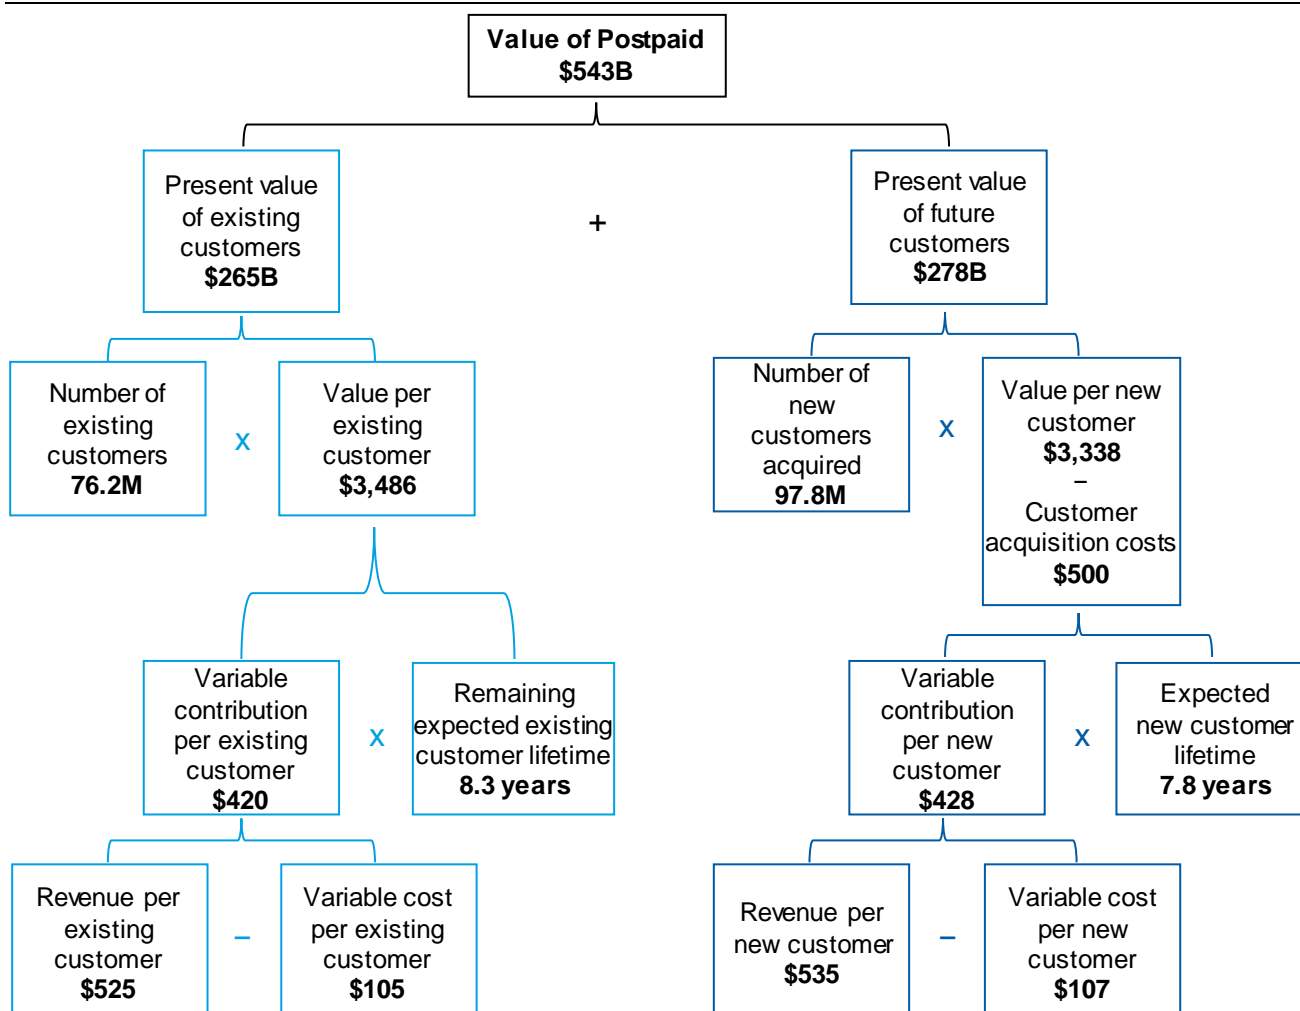 Value of Postpaid
$543B
Present value
of existing
customers
$265B
+
Present value
of future
customers
$278B
Number of
existing
customers
76.2M
x
Value per
existing
customer
$3,486
Number of
new
customers
acquired
97.8M
x
Value per new
customer
$3,338
–
Customer
acquisition costs
$500
Variable
contribution
per existing
customer
$420
x
Remaining
expected existing
customer lifetime
8.3 years
Variable
contribution
per new
customer
$428
x
Expected
new customer
lifetime
7.8 years
Revenue per
existing
customer
$525
–
Variable cost
per existing
customer
$105
Revenue per
new customer
$535
–
Variable cost
per new
customer
$107